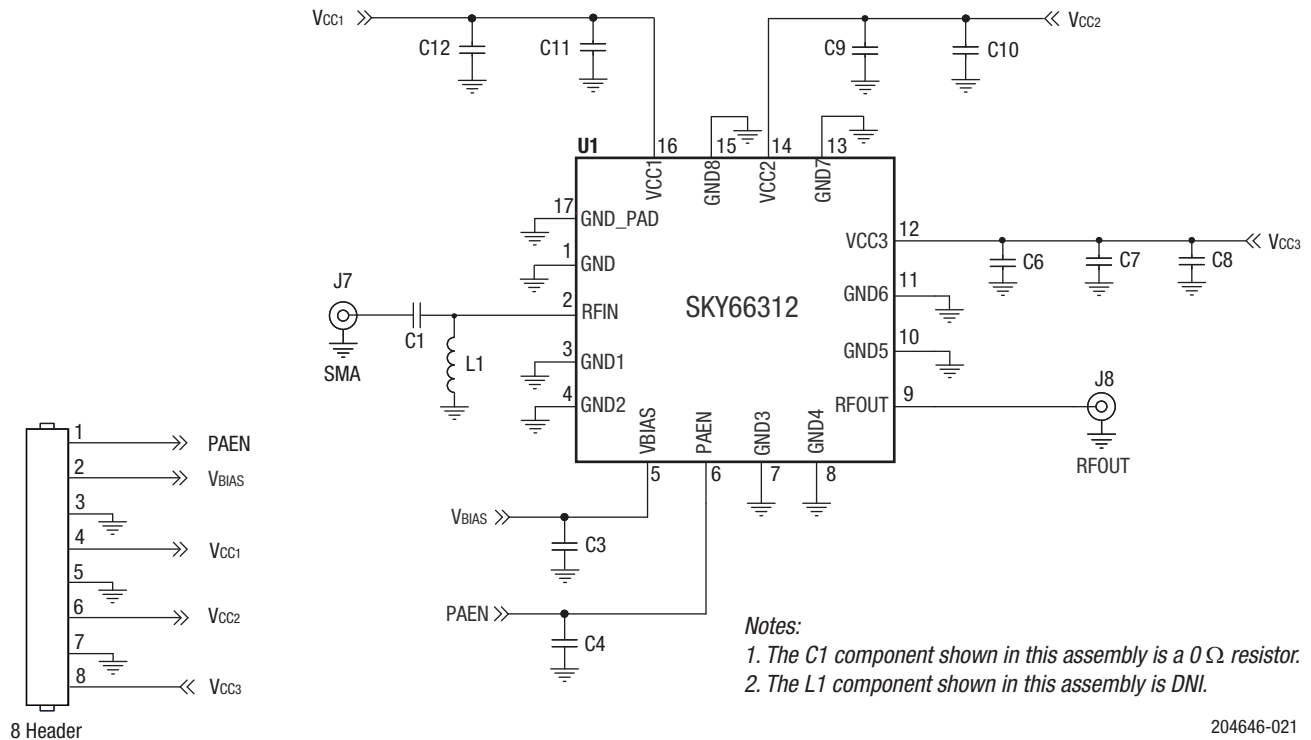 VCC1
VCC2
C12
C11
C9
C10
U1
16
15
14
13
VCC1
GND8
VCC2
GND7
17
GND_PAD
1
GND
2
RFIN
3
GND1
4
GND2
SKY66312
VCC3
12
GND6
11
GND5
10
RFOUT
9
C6
C7
C8
VCC3
J7
SMA
C1
L1
J8
RFOUT
VBIAS
PAEN
GND3
GND4
5
6
7
8
VBIAS
C3
PAEN
C4
1
PAEN
2
VBIAS
3
4
VCC1
5
6
VCC2
7
8
VCC3
8 Header
Notes:
1. The C1 component shown in this assembly is a 0 Ω resistor.
2. The L1 component shown in this assembly is DNI.
204646-021